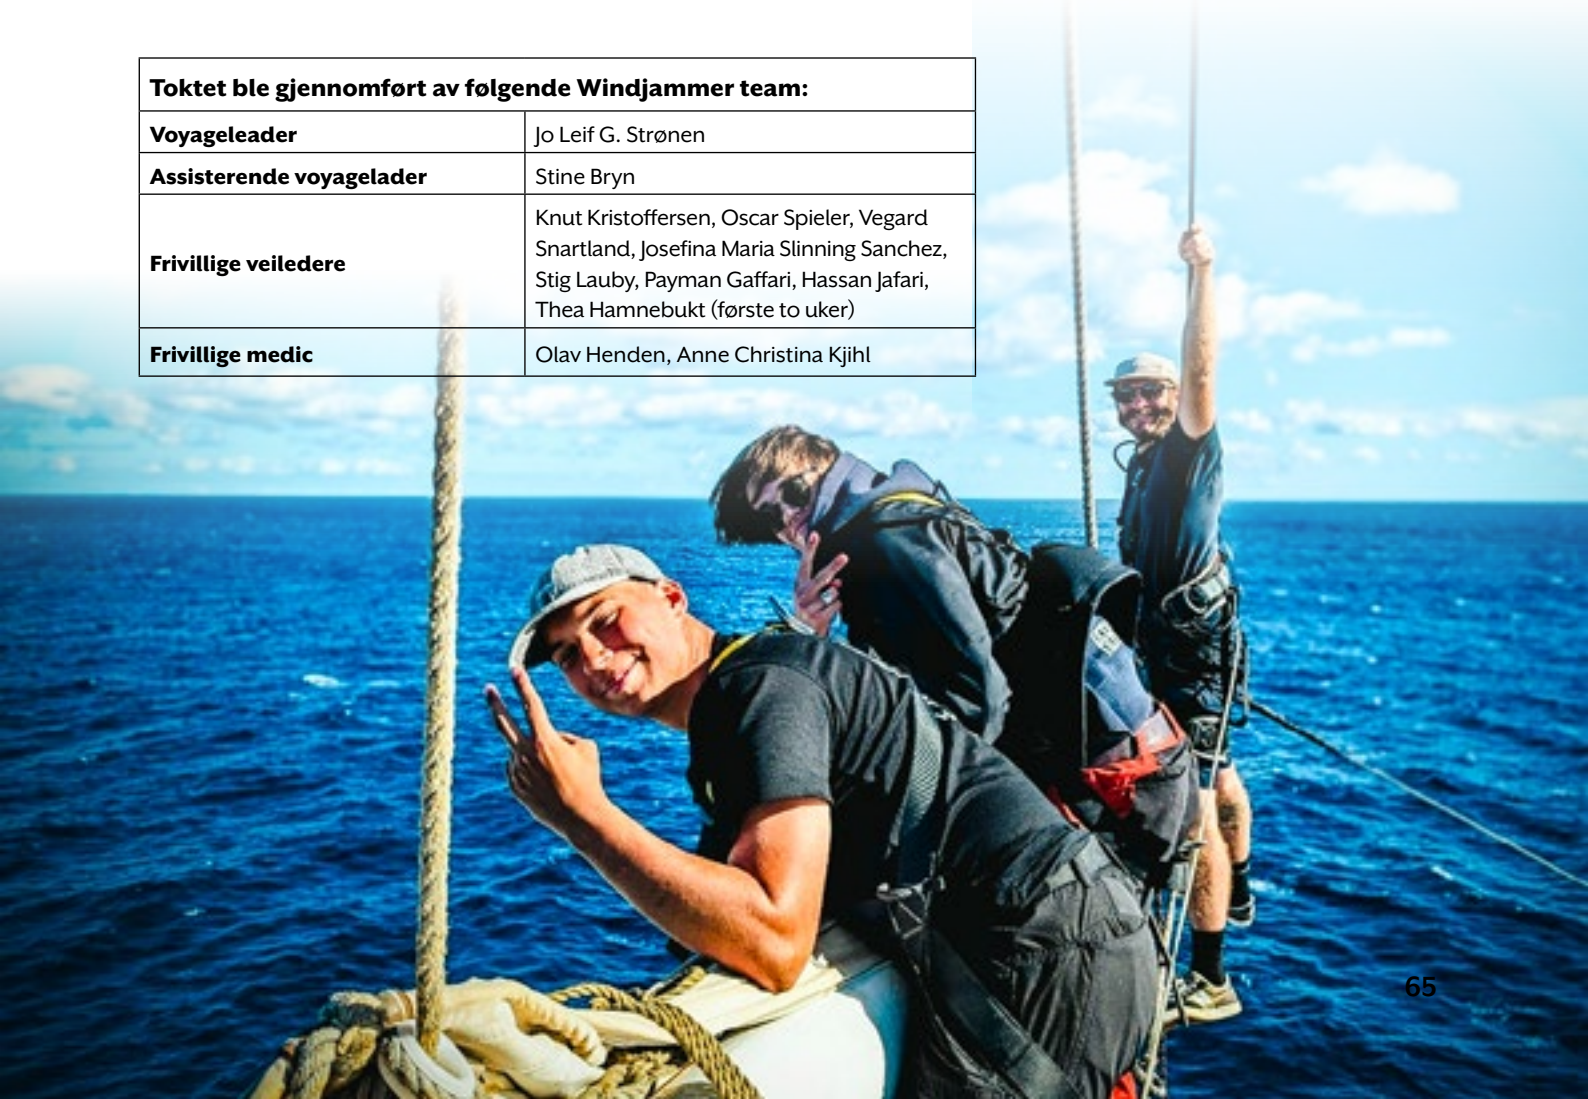 Toktet ble gjennomført av følgende Windjammer team:
Voyageleader
Jo Leif G. Strønen
Assisterende voyagelader
Stine Bryn
Frivillige veiledere
Knut Kristoffersen, Oscar Spieler, Vegard
Snartland, Josefina Maria Slinning Sanchez,
Stig Lauby, Payman Gaffari, Hassan Jafari,
Thea Hamnebukt (første to uker)
Frivillige medic
Olav Henden, Anne Christina Kjihl
65